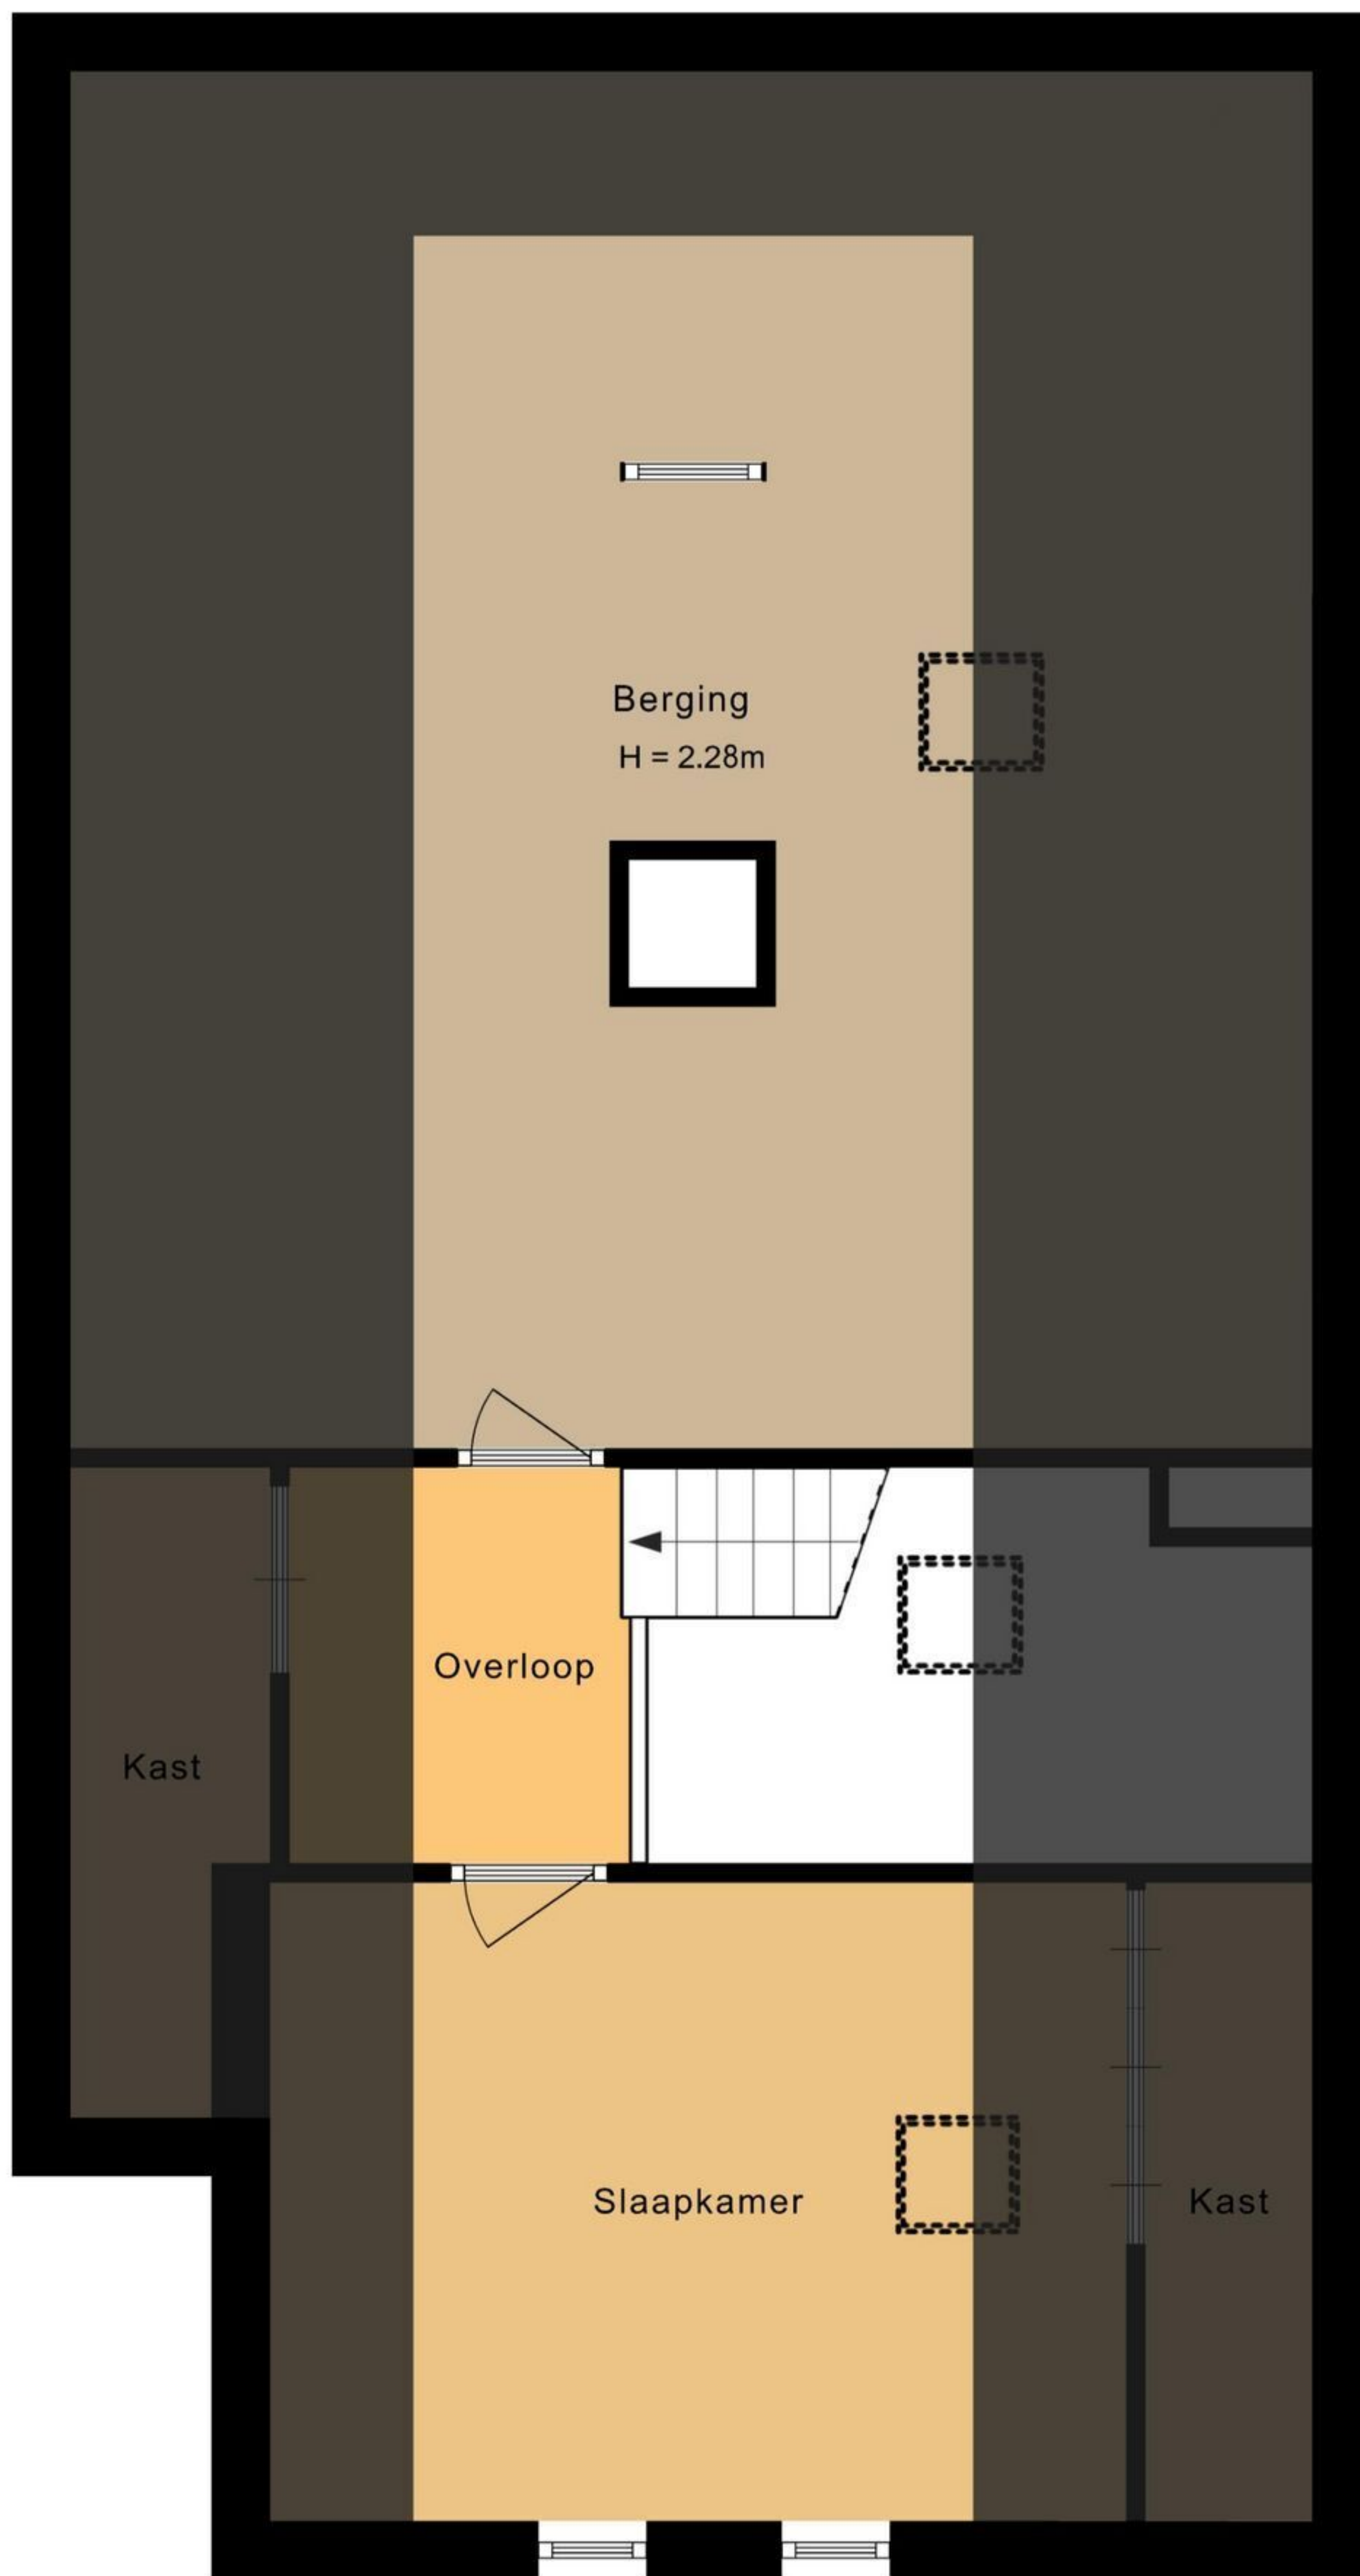 Berging
H = 2.28m
Overloop
Kast
Slaapkamer
Kast